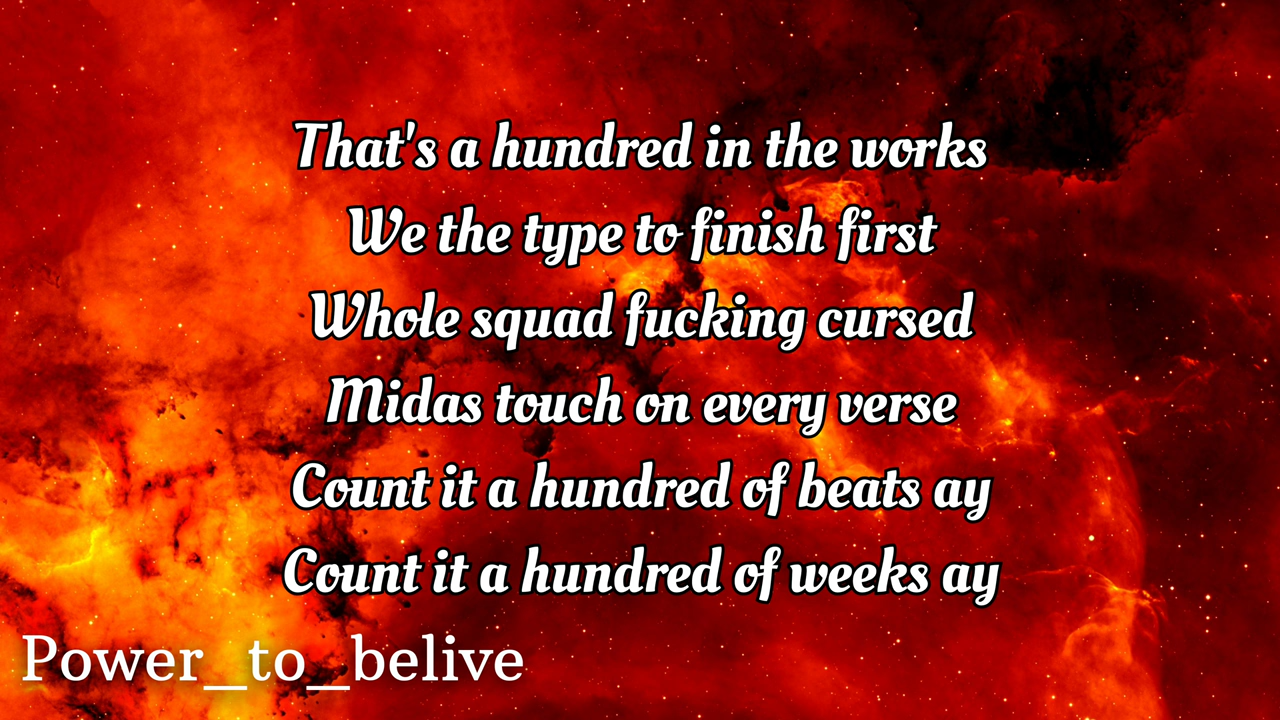 That's a hundred in the works
We the type to finish first
Whole squad fucking cursed
Midas touch on every verse
Count it a hundred of beats ay
Count it a hundred of weeks ay
Power_to_belive